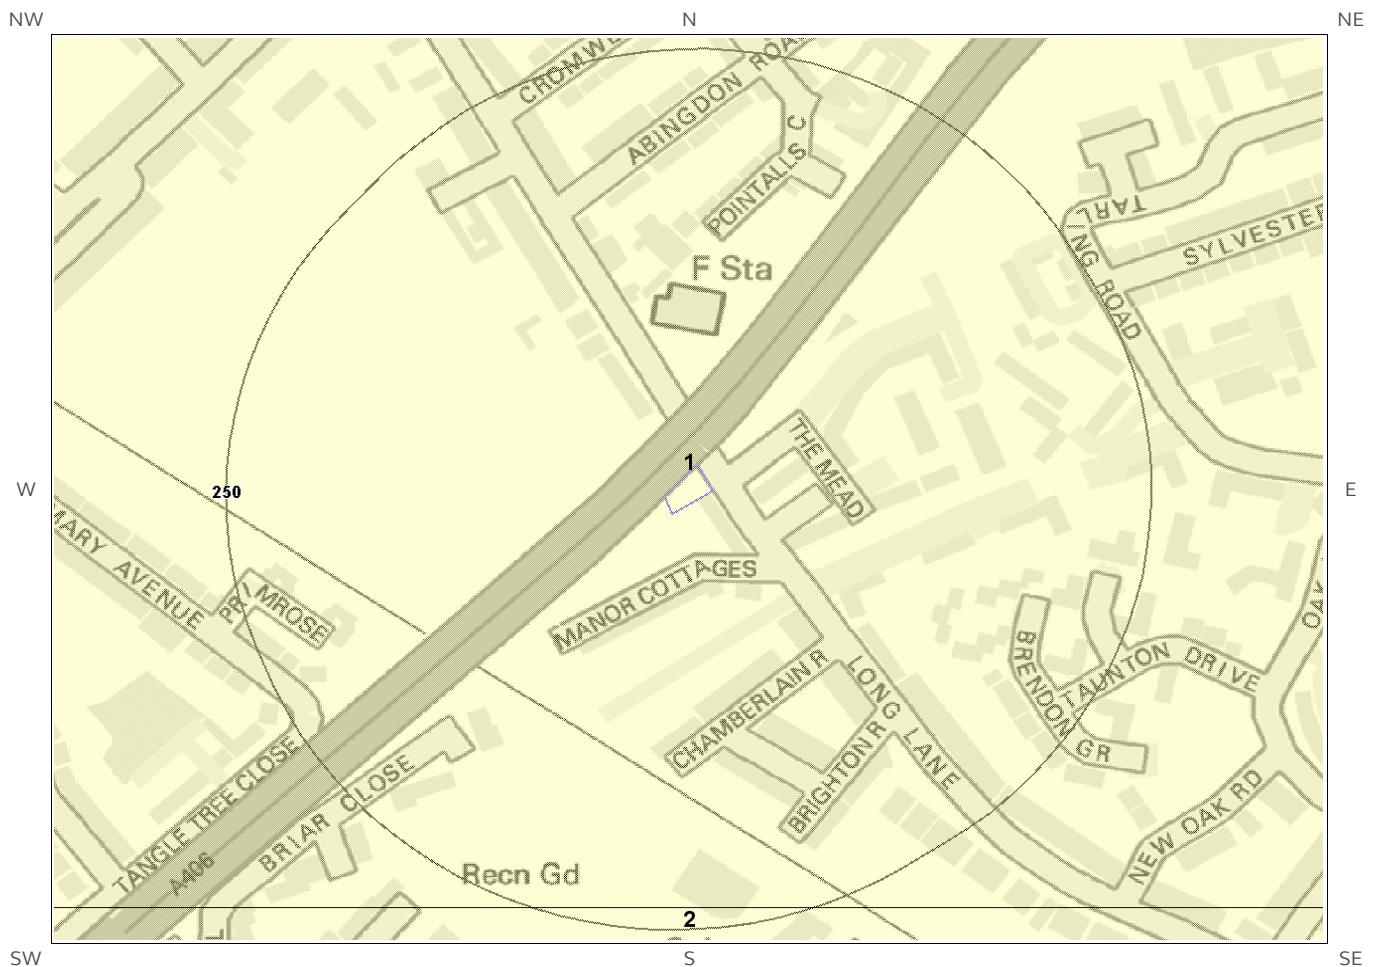 NW
N
NE
CROMWE
ABINGDON ROA
POINTALLS C
F Sta
TARL
ING ROAD
SYLVESTER
1
THE MEAD
W
250
E
MARY AVENUE
PRIMROSE
MANOR COTTAGES
OAK
LONG LANE
CHAMBERLAIN R
BRIGHTON R
BRENDON GR
TAUNTON DRIVE
NEW OAK RD
TANGLE TREE CLOSE
BRIAR CLOSE
A406
Recn Gd
2
SW
S
SE